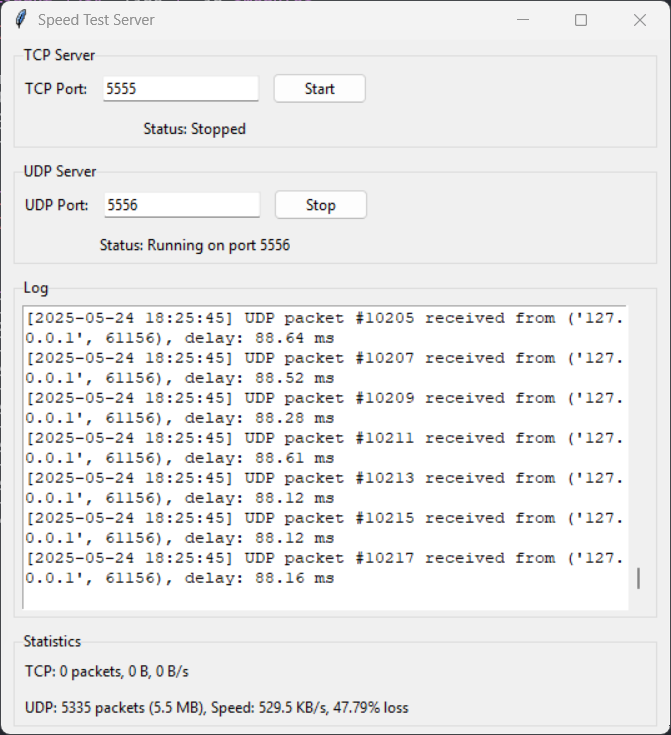 Speed Test Server
TCP Server
TCP Port: 5555 Start
Status: Stopped
UDP Server
UDP Port: 5556 Stop
Status: Running on port 5556
Log
[2025-05-24 18:25:45] UDP packet #10205 received from ('127.
0.0.1', 61156), delay: 88.64 ms
[2025-05-24 18:25:45] UDP packet #10207 received from ('127.
0.0.1', 61156), delay: 88.52 ms
[2025-05-24 18:25:45] UDP packet #10209 received from ('127.
0.0.1', 61156), delay: 88.28 ms
[2025-05-24 18:25:45] UDP packet #10211 received from ('127.
0.0.1', 61156), delay: 88.61 ms
[2025-05-24 18:25:45] UDP packet #10213 received from ('127.
0.0.1', 61156), delay: 88.12 ms
[2025-05-24 18:25:45] UDP packet #10215 received from ('127.
0.0.1', 61156), delay: 88.12 ms
[2025-05-24 18:25:45] UDP packet #10217 received from ('127.
0.0.1', 61156), delay: 88.16 ms
Statistics
TCP: 0 packets, 0 B, 0 B/s
UDP: 5335 packets (5.5 MB), Speed: 529.5 KB/s, 47.79% loss